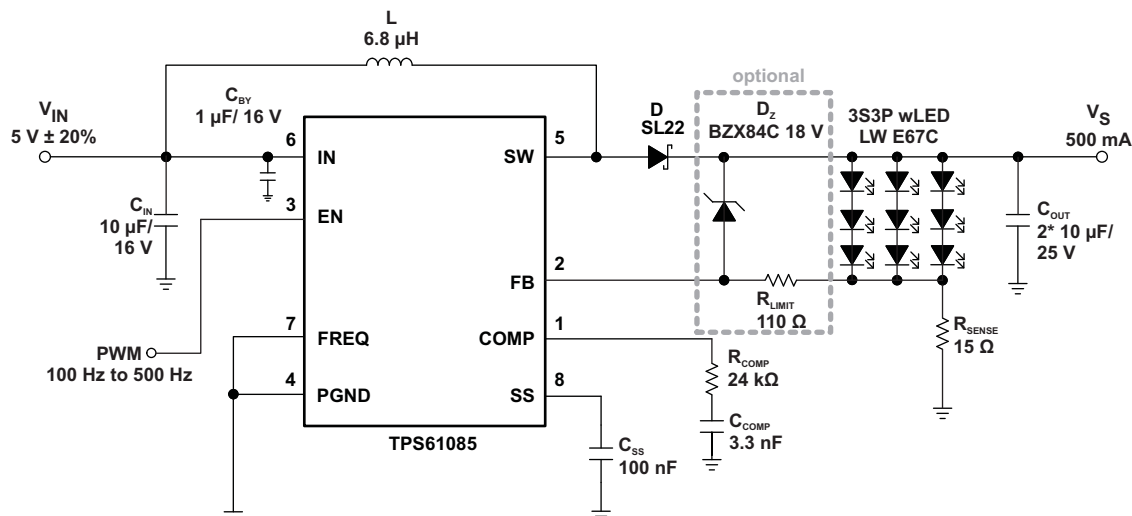 L
6.8 µH
optional
V_IN
5 V ± 20%
C_BY
1 µF/ 16 V
D
SL22
D_Z
BZX84C 18 V
3S3P wLED
LW E67C
V_S
500 mA
6
IN
SW
5
C_IN
10 µF/
16 V
3
EN
C_OUT
2* 10 µF/
25 V
FB
2
R_LIMIT
110 Ω
7
FREQ
COMP
1
R_SENSE
15 Ω
PWM
100 Hz to 500 Hz
4
PGND
SS
8
R_COMP
24 kΩ
C_COMP
3.3 nF
TPS61085
C_SS
100 nF